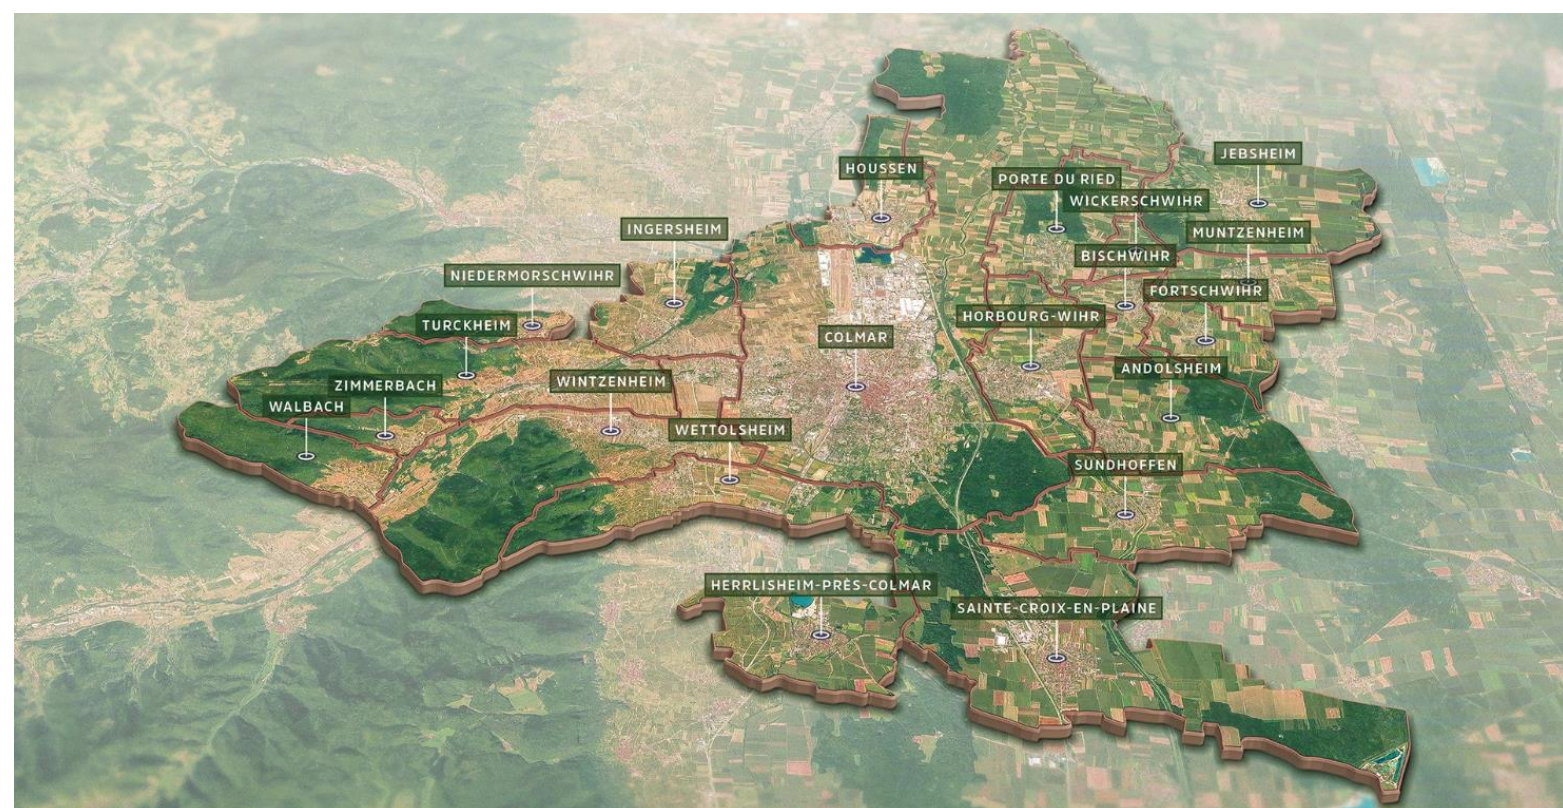 JEBSHEIM
HOUSSEN
PORTE DU RIED
WICKERSCHWIHR
INGERSHEIM
MUNTZENHEIM
BISCHWIHR
NIEDERMORSCHWIHR
FORTSCHWIHR
HORBOURG-WIHR
TURCKHEIM
COLMAR
ANDOLSHEIM
ZIMMERBACH
WINTZENHEIM
WALBACH
WETTOLSHEIM
SUNDHOFFEN
HERRLISHEIM-PRÈS-COLMAR
SAINTE-CROIX-EN-PLAINE